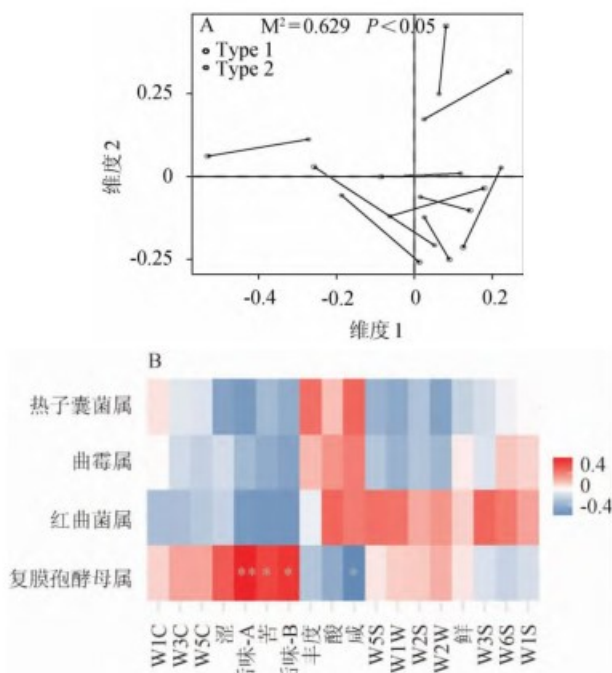 A M²=0.629 P<0.05
Type 1
Type 2
0.25
0
-0.25
维度2
-0.4 -0.2 0 0.2
维度1
B
热子囊菌属
曲霉属
红曲菌属
复膜孢酵母属
** * * *
0.4
0
-0.4
W1C W3C W5C 涩 味-A 苦 味-B 丰度 酸 咸 W5S W1W W2S W2W 鲜 W3S W6S W1S